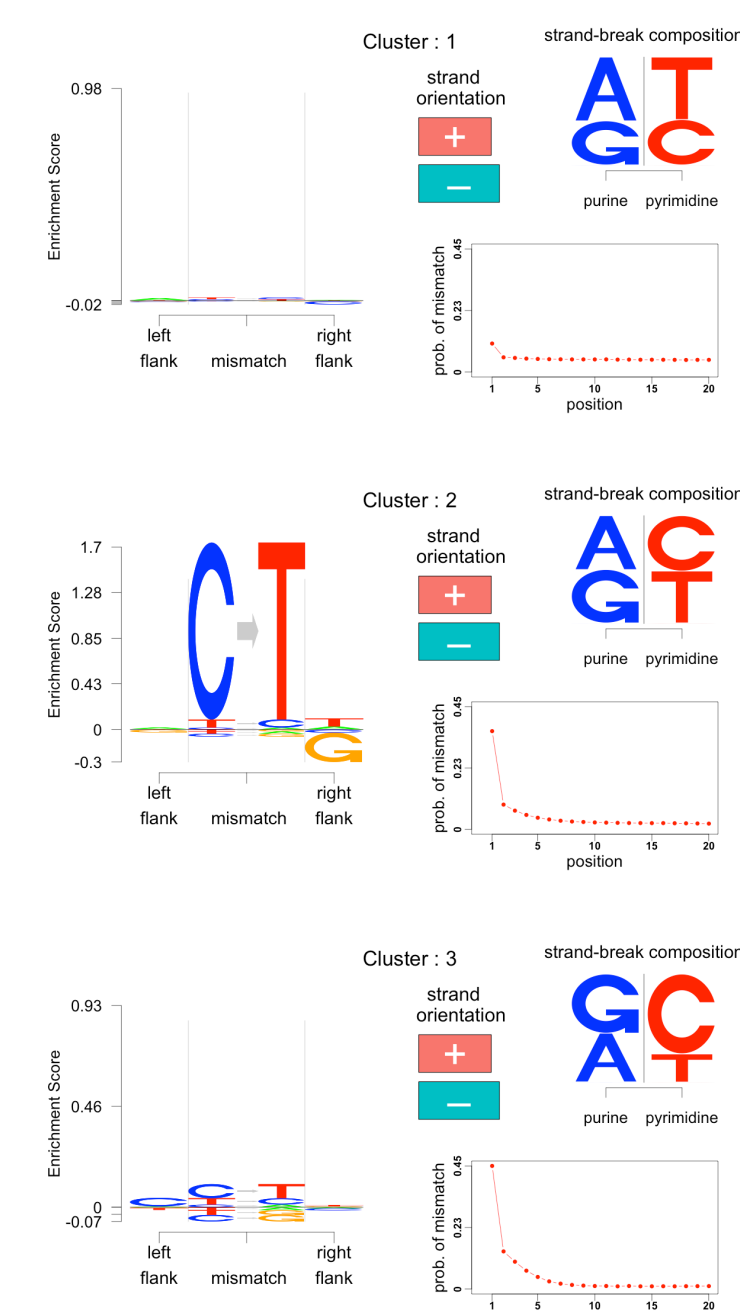 Cluster : 1
strand-break composition
strand
orientation
+
−
A T
G C
purine pyrimidine
0.98
-0.02
Enrichment Score
left right
flank mismatch flank
prob. of mismatch
0.45
0.23
0
1 5 10 15 20
position
Cluster : 2
strand-break composition
strand
orientation
+
−
A C
G T
purine pyrimidine
1.7
1.28
0.85
0.43
0
-0.3
Enrichment Score
C T
T C T
G
left right
flank mismatch flank
prob. of mismatch
0.45
0.23
0
1 5 10 15 20
position
Cluster : 3
strand-break composition
strand
orientation
+
−
G C
A T
purine pyrimidine
0.93
0.46
0
-0.07
Enrichment Score
C T
C T C
T T
C G
left right
flank mismatch flank
prob. of mismatch
0.45
0.23
0
1 5 10 15 20